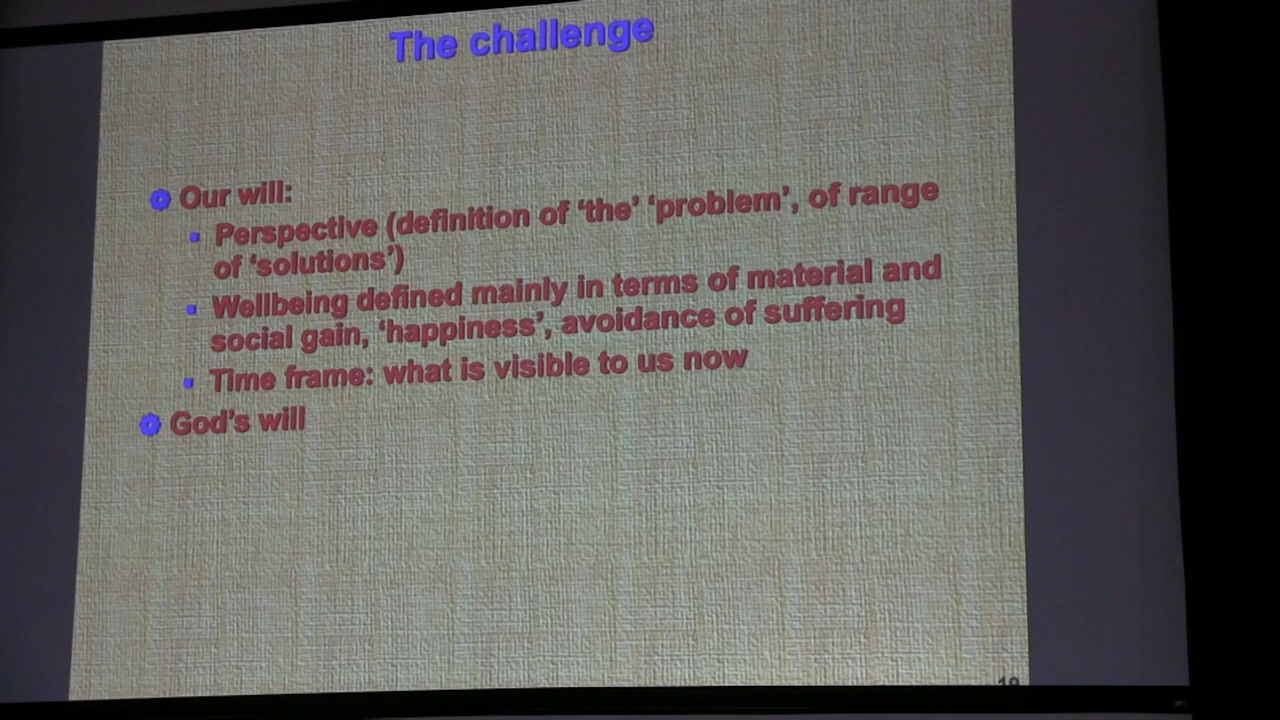 The challenge
Our will:
Perspective (definition of ‘the’ ‘problem’, of range
of ‘solutions’)
Wellbeing defined mainly in terms of material and
social gain, ‘happiness’, avoidance of suffering
Time frame: what is visible to us now
God’s will